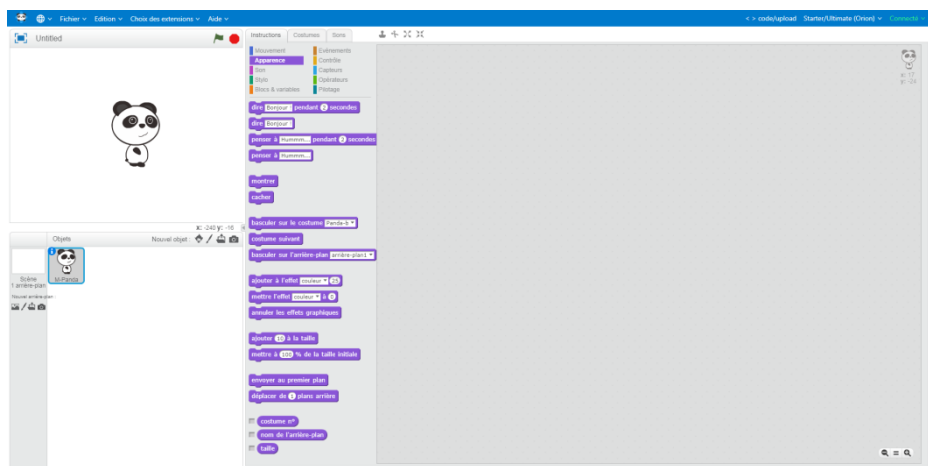 Fichier Edition Choix des extensions Aide
< > code/upload Starter/Ultimate (Orion) Connecté
Untitled
Instructions Costumes Sons
Mouvement Evénements
Apparence Contrôle
Son Capteurs
Stylo Opérateurs
Blocs & variables Pilotage
dire Bonjour ! pendant 2 secondes
dire Bonjour !
penser à Hummm... pendant 2 secondes
penser à Hummm...
montrer
cacher
basculer sur le costume Panda-b
costume suivant
basculer sur l'arrière-plan arrière-plan1
ajouter à l'effet couleur 25
mettre l'effet couleur à 0
annuler les effets graphiques
ajouter 10 à la taille
mettre à 100 % de la taille initiale
envoyer au premier plan
déplacer de 1 plans arrière
costume n°
nom de l'arrière-plan
taille
x: -240 y: -16
Objets Nouvel objet :
Scène
1 arrière-plan
M-Panda
Nouvel arrière-plan :